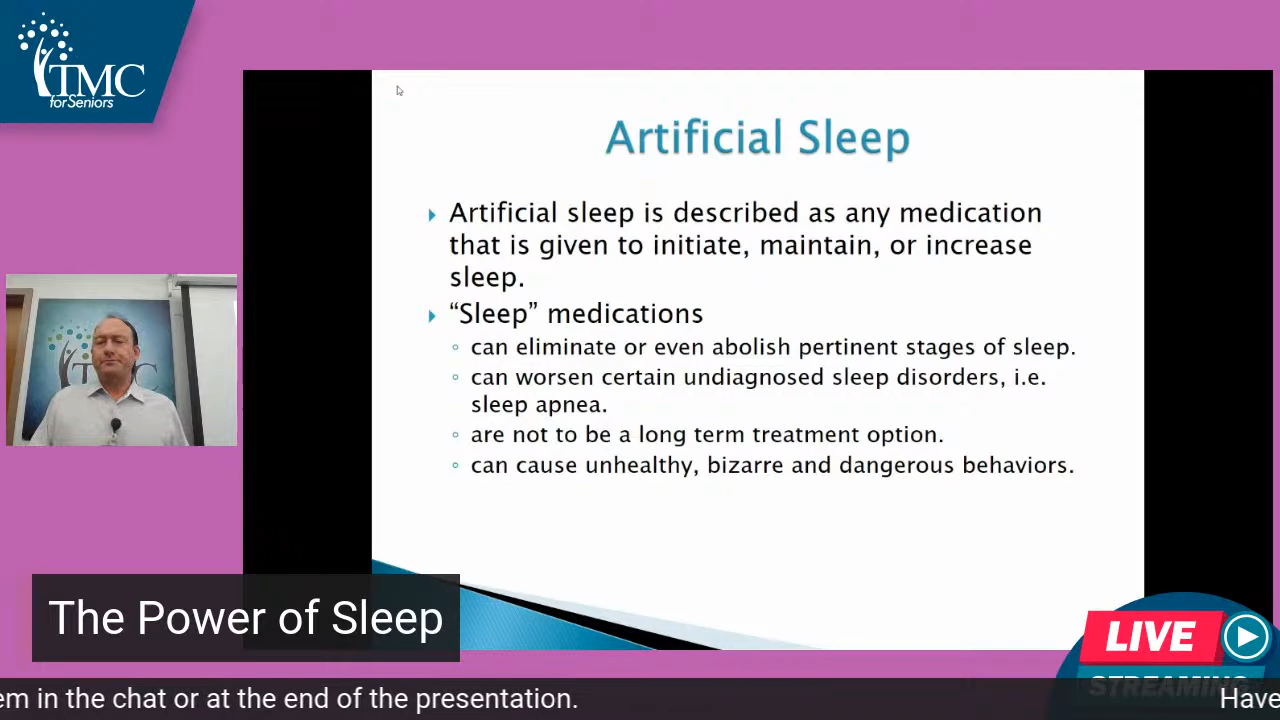 TMC
for Seniors
Artificial Sleep
Artificial sleep is described as any medication
that is given to initiate, maintain, or increase
sleep.
“Sleep” medications
can eliminate or even abolish pertinent stages of sleep.
can worsen certain undiagnosed sleep disorders, i.e.
sleep apnea.
are not to be a long term treatment option.
can cause unhealthy, bizarre and dangerous behaviors.
TMC
The Power of Sleep
LIVE
STREAMING
em in the chat or at the end of the presentation.
Have